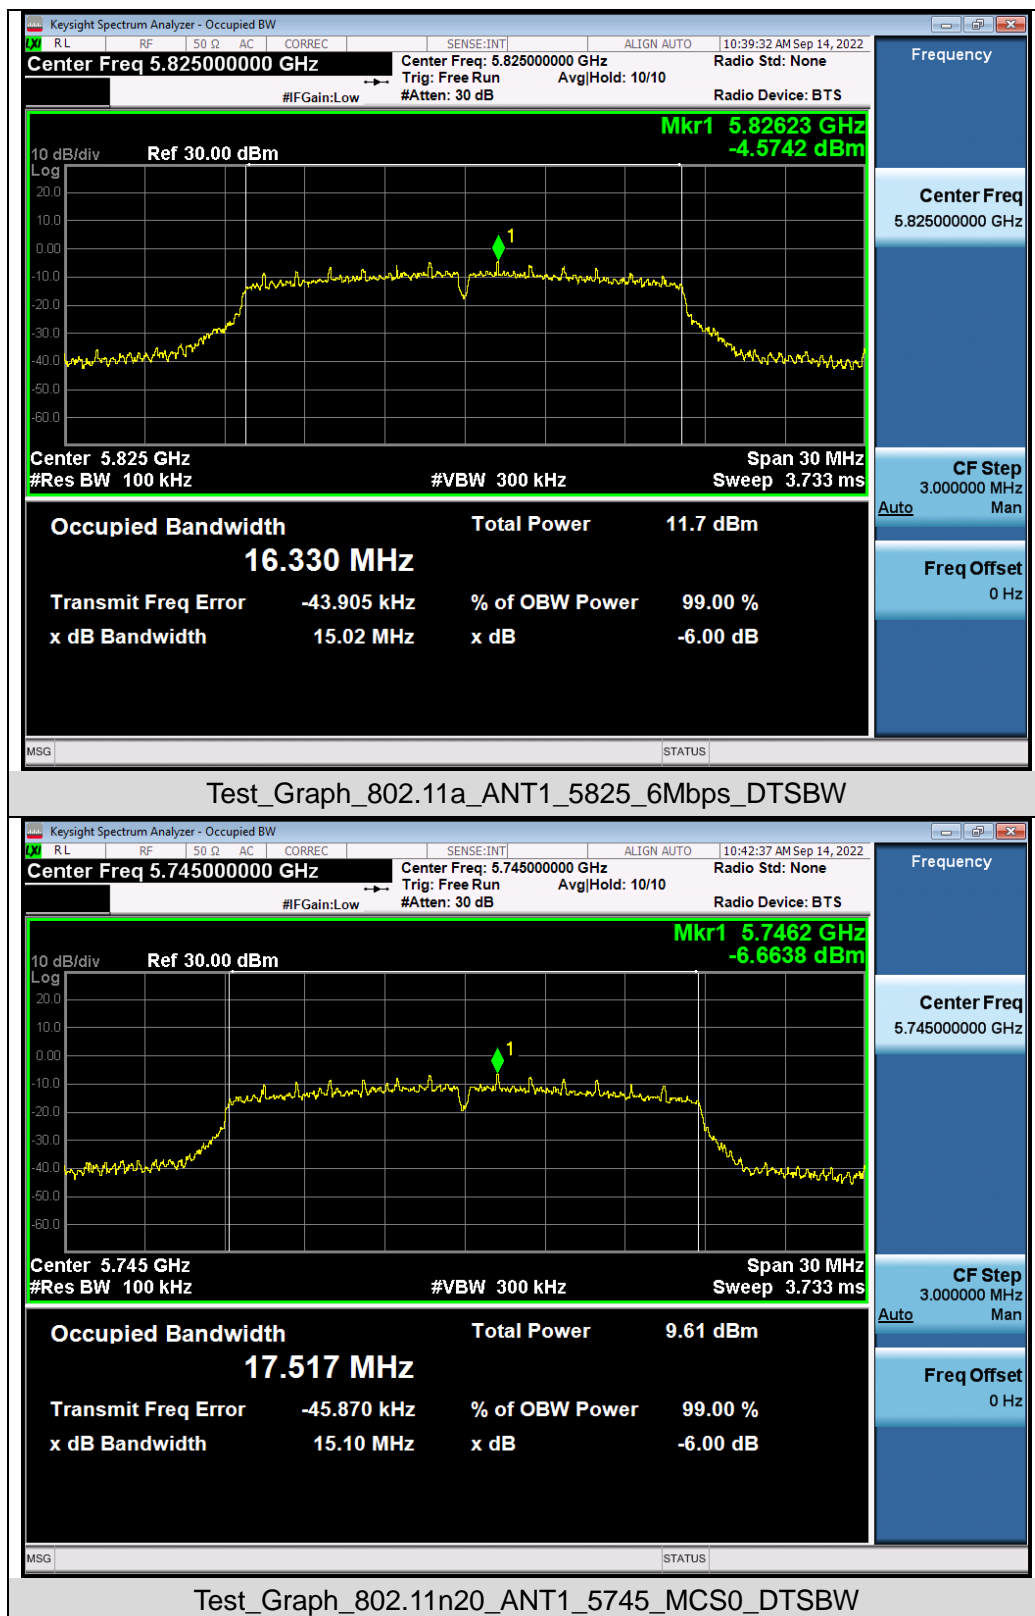 Keysight Spectrum Analyzer - Occupied BW
LXI RL RF 50 Ω AC CORREC SENSE:INT ALIGN AUTO 10:39:32 AM Sep 14, 2022
Center Freq 5.825000000 GHz
Center Freq: 5.825000000 GHz Radio Std: None
Trig: Free Run Avg|Hold: 10/10
#IFGain:Low #Atten: 30 dB Radio Device: BTS
Frequency
Mkr1 5.82623 GHz
-4.5742 dBm
10 dB/div Ref 30.00 dBm
Log
20.0
10.0
0.00
-10.0
-20.0
-30.0
-40.0
-50.0
-60.0
1
Center 5.825 GHz Span 30 MHz
#Res BW 100 kHz #VBW 300 kHz Sweep 3.733 ms
Center Freq
5.825000000 GHz
CF Step
3.000000 MHz
Auto Man
Freq Offset
0 Hz
Occupied Bandwidth Total Power 11.7 dBm
16.330 MHz
Transmit Freq Error -43.905 kHz % of OBW Power 99.00 %
x dB Bandwidth 15.02 MHz x dB -6.00 dB
MSG STATUS
Test_Graph_802.11a_ANT1_5825_6Mbps_DTSBW
Keysight Spectrum Analyzer - Occupied BW
LXI RL RF 50 Ω AC CORREC SENSE:INT ALIGN AUTO 10:42:37 AM Sep 14, 2022
Center Freq 5.745000000 GHz
Center Freq: 5.745000000 GHz Radio Std: None
Trig: Free Run Avg|Hold: 10/10
#IFGain:Low #Atten: 30 dB Radio Device: BTS
Frequency
Mkr1 5.7462 GHz
-6.6638 dBm
10 dB/div Ref 30.00 dBm
Log
20.0
10.0
0.00
-10.0
-20.0
-30.0
-40.0
-50.0
-60.0
1
Center 5.745 GHz Span 30 MHz
#Res BW 100 kHz #VBW 300 kHz Sweep 3.733 ms
Center Freq
5.745000000 GHz
CF Step
3.000000 MHz
Auto Man
Freq Offset
0 Hz
Occupied Bandwidth Total Power 9.61 dBm
17.517 MHz
Transmit Freq Error -45.870 kHz % of OBW Power 99.00 %
x dB Bandwidth 15.10 MHz x dB -6.00 dB
MSG STATUS
Test_Graph_802.11n20_ANT1_5745_MCS0_DTSBW